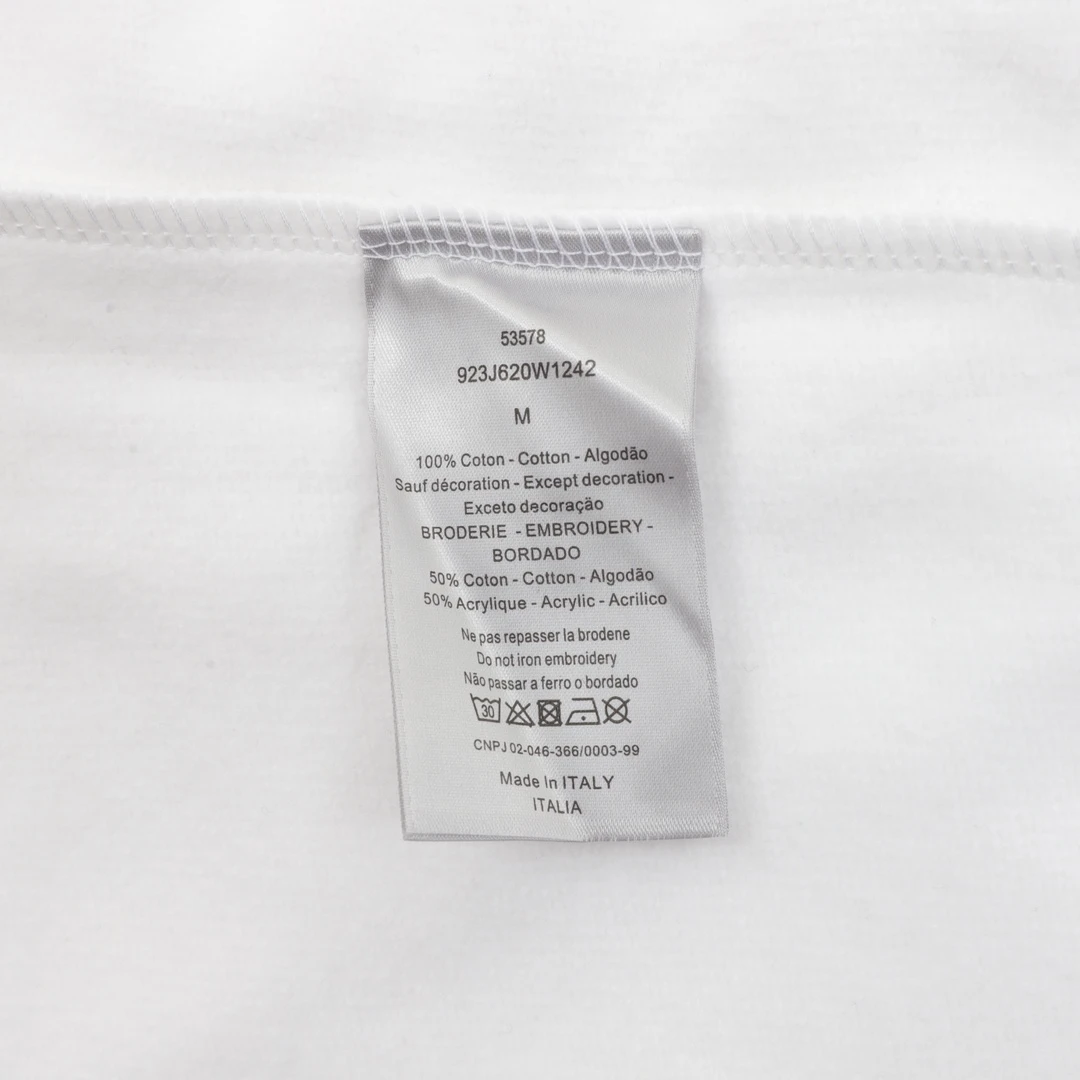 53578
923J620W1242
M
100% Coton - Cotton - Algodão
Sauf décoration - Except decoration -
Exceto decoração
BRODERIE - EMBROIDERY -
BORDADO
50% Coton - Cotton - Algodão
50% Acrylique - Acrylic - Acrilico
Ne pas repasser la brodene
Do not iron embroidery
Não passar a ferro o bordado
30
CNPJ 02-046-366/0003-99
Made In ITALY
ITALIA